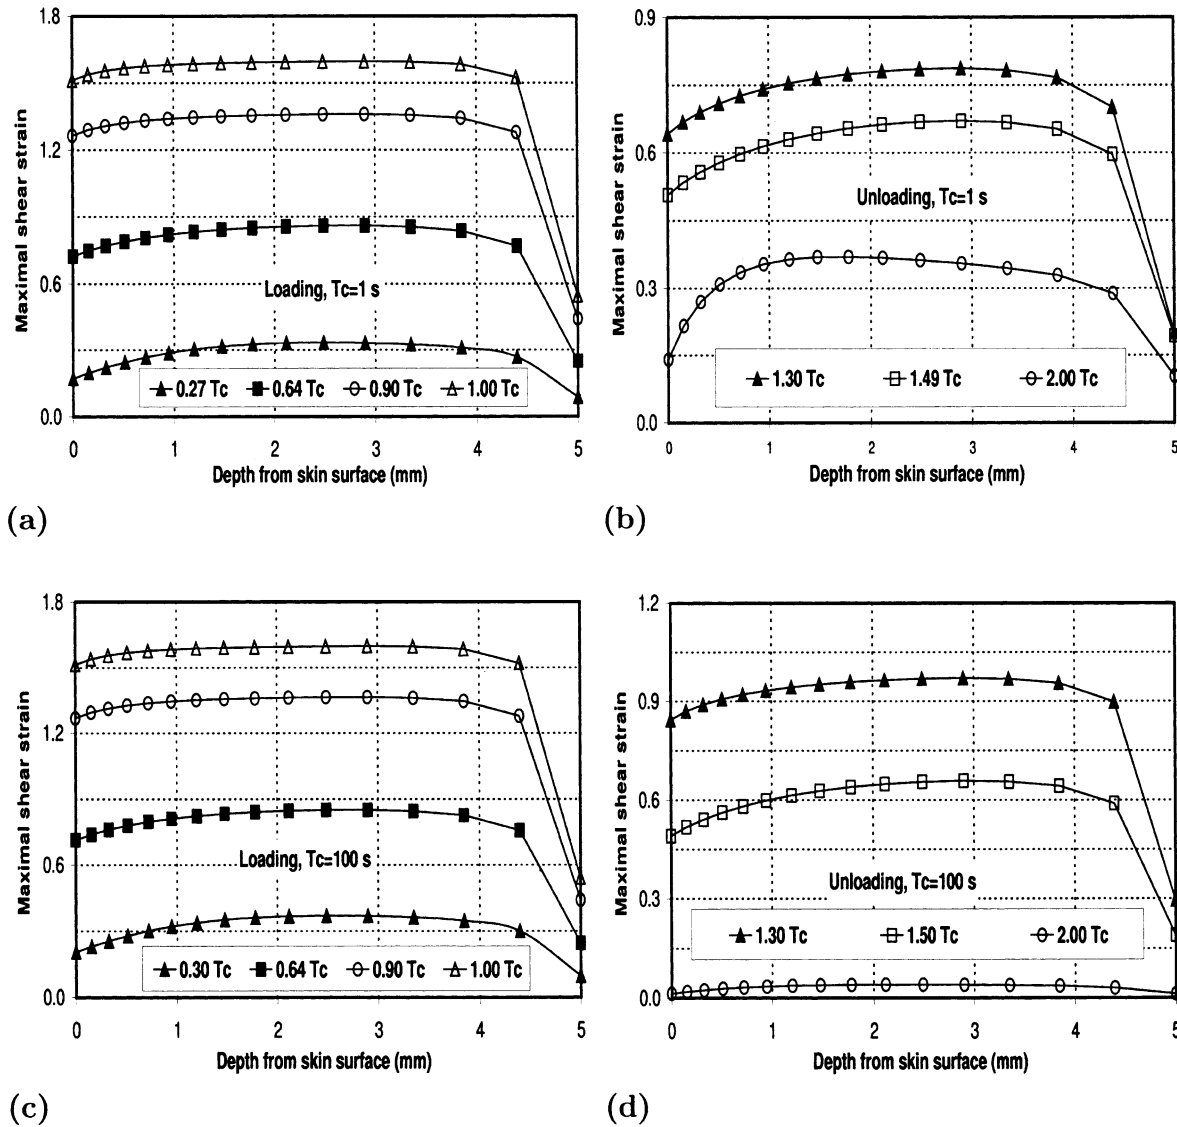 1.8
1.2
0.6
0.0
Maximal shear strain
Loading, Tc=1 s
0.27 Tc 0.64 Tc 0.90 Tc 1.00 Tc
0 1 2 3 4 5
Depth from skin surface (mm)
(a)
0.9
0.6
0.3
0.0
Maximal shear strain
Unloading, Tc=1 s
1.30 Tc 1.49 Tc 2.00 Tc
0 1 2 3 4 5
Depth from skin surface (mm)
(b)
1.8
1.2
0.6
0.0
Maximal shear strain
Loading, Tc=100 s
0.30 Tc 0.64 Tc 0.90 Tc 1.00 Tc
0 1 2 3 4 5
Depth from skin surface (mm)
(c)
1.2
0.9
0.6
0.3
0.0
Maximal shear strain
Unloading, Tc=100 s
1.30 Tc 1.50 Tc 2.00 Tc
0 1 2 3 4 5
Depth from skin surface (mm)
(d)